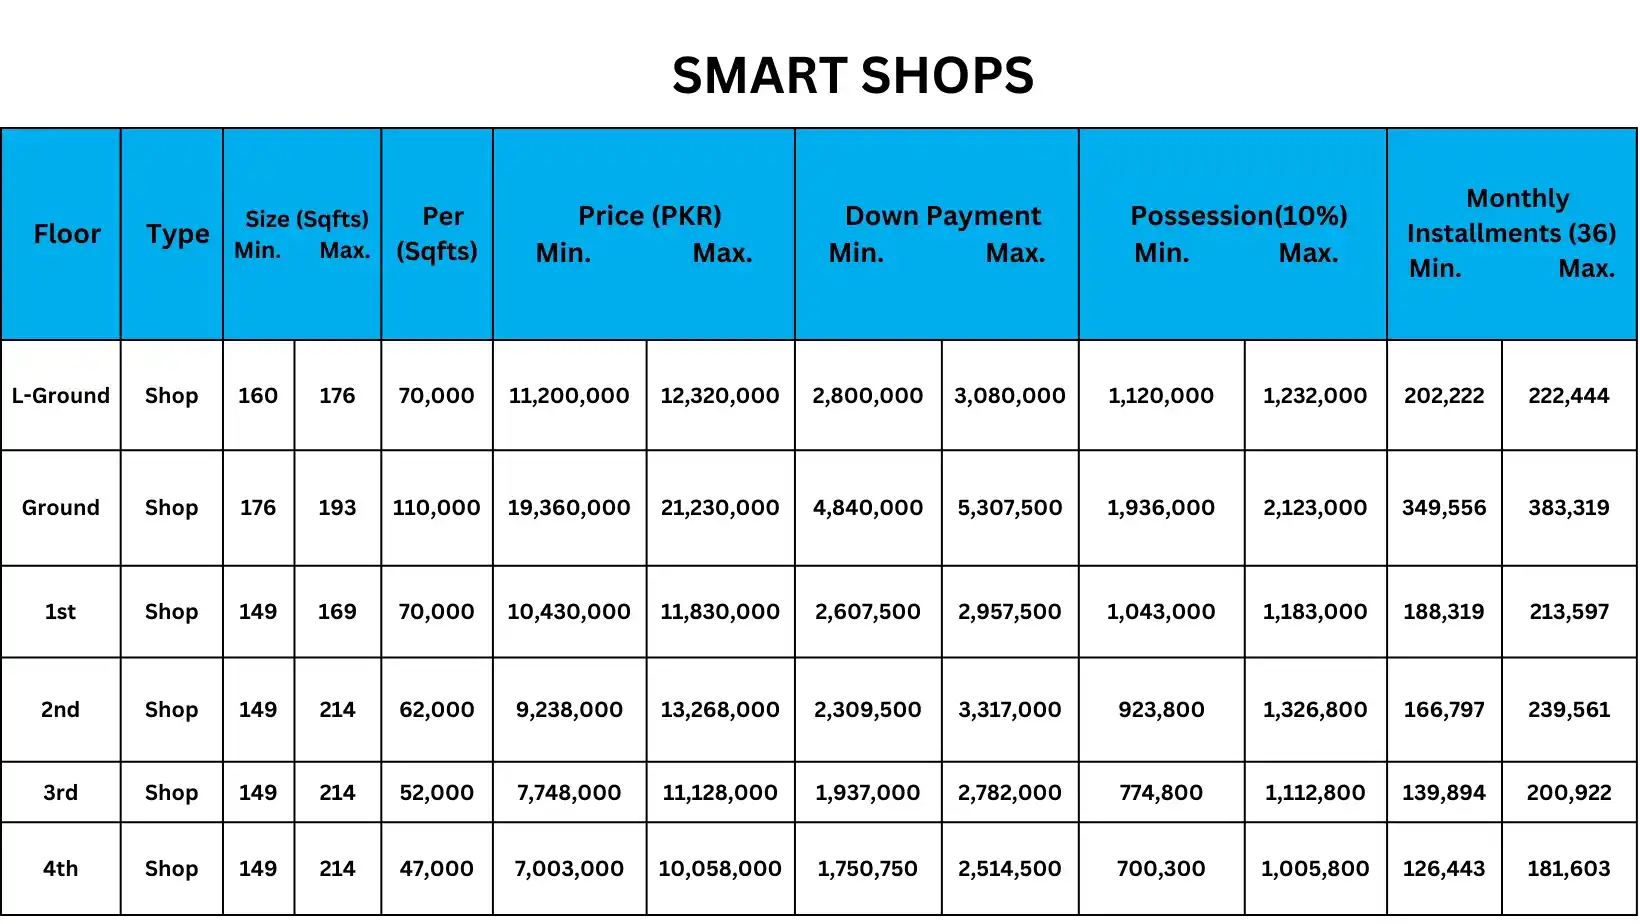 SMART SHOPS
Floor Type Size (Sqfts) Min. Max. Per (Sqfts) Price (PKR) Min. Max. Down Payment Min. Max. Possession(10%) Min. Max. Monthly Installments (36) Min. Max.
L-Ground Shop 160 176 70,000 11,200,000 12,320,000 2,800,000 3,080,000 1,120,000 1,232,000 202,222 222,444
Ground Shop 176 193 110,000 19,360,000 21,230,000 4,840,000 5,307,500 1,936,000 2,123,000 349,556 383,319
1st Shop 149 169 70,000 10,430,000 11,830,000 2,607,500 2,957,500 1,043,000 1,183,000 188,319 213,597
2nd Shop 149 214 62,000 9,238,000 13,268,000 2,309,500 3,317,000 923,800 1,326,800 166,797 239,561
3rd Shop 149 214 52,000 7,748,000 11,128,000 1,937,000 2,782,000 774,800 1,112,800 139,894 200,922
4th Shop 149 214 47,000 7,003,000 10,058,000 1,750,750 2,514,500 700,300 1,005,800 126,443 181,603